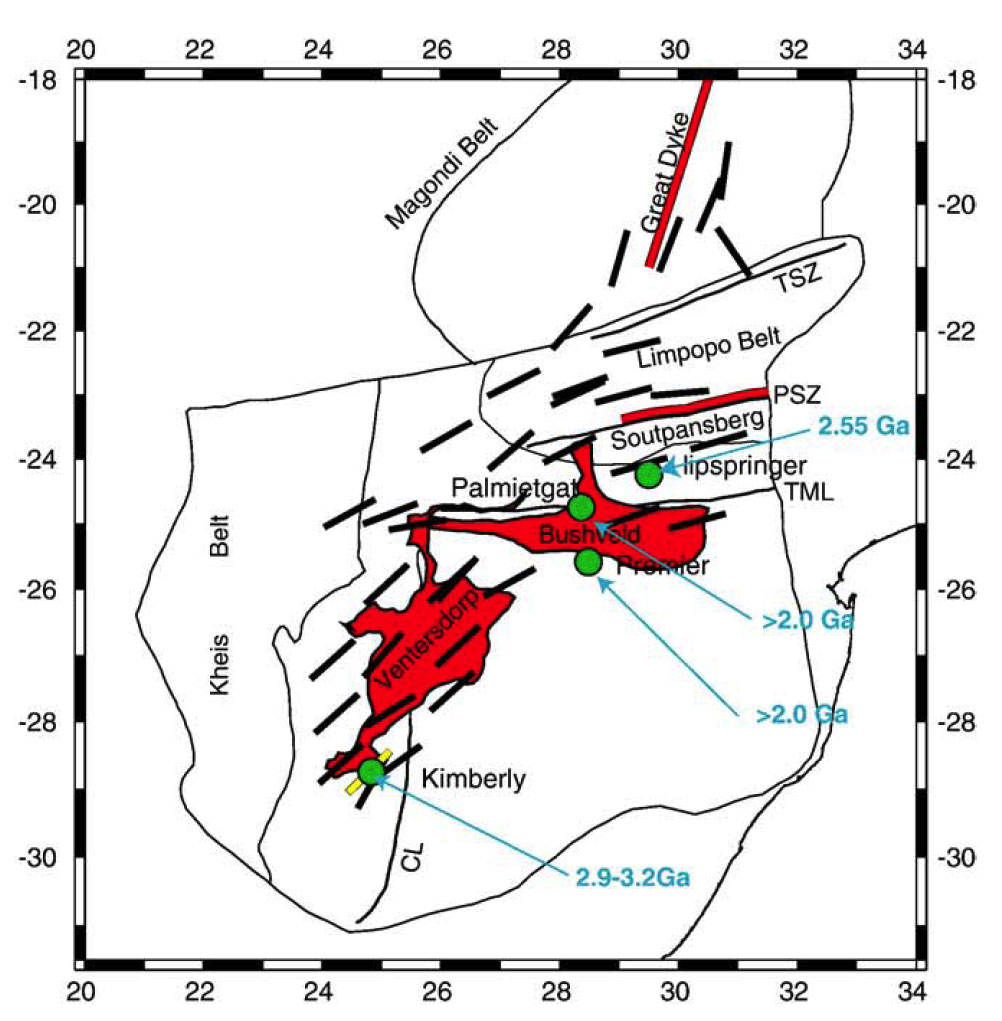 20 22 24 26 28 30 32 34
-18 -18
Magondi Belt
Great Dyke
-20 -20
TSZ
-22 -22
Limpopo Belt
PSZ
Soutpansberg
2.55 Ga
-24 -24
lipspringer
Palmietgat
TML
Belt
Bushveld
Premier
-26 -26
>2.0 Ga
Ventersdorp
Kheis
>2.0 Ga
-28 -28
Kimberly
CL
-30 -30
2.9-3.2Ga
20 22 24 26 28 30 32 34